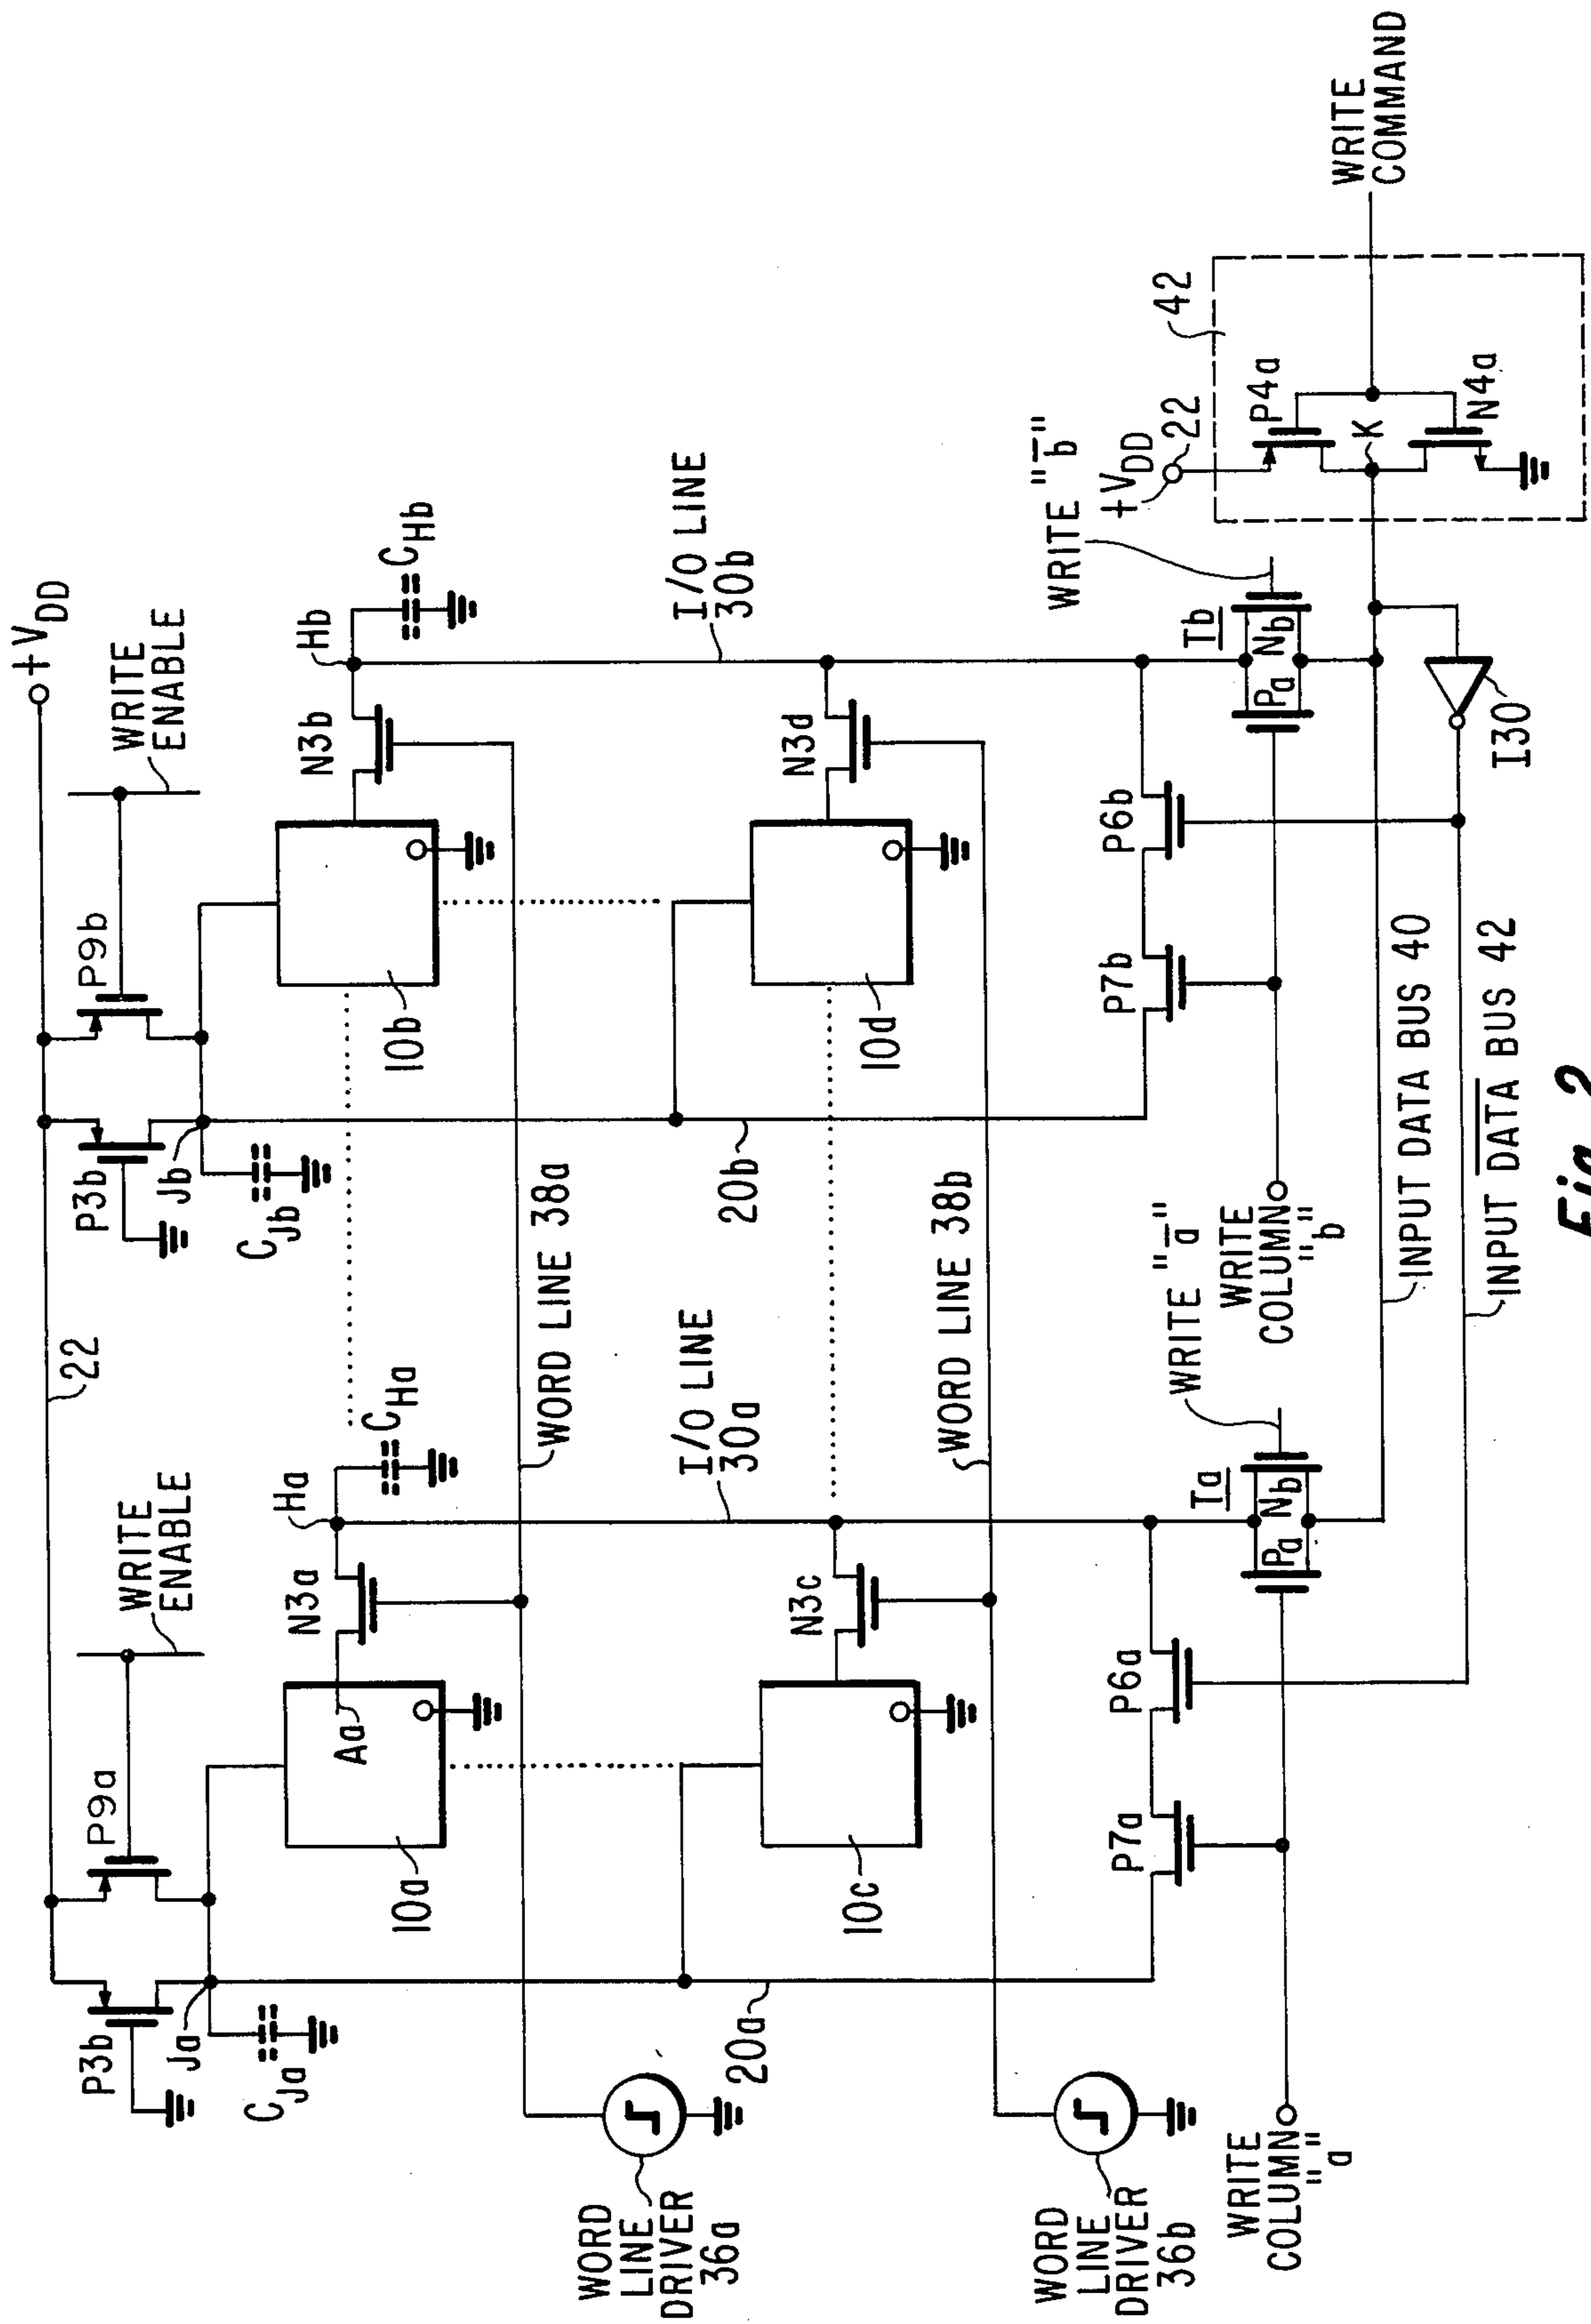 +VDD
22
WRITE
ENABLE
WRITE
ENABLE
P3b
P9a
P3b
P9b
Ja
CJa
Jb
CJb
Ha
CHa
Hb
CHb
N3a
N3b
Aa
10a
10b
WORD LINE 38a
I/O LINE
30a
I/O LINE
30b
WORD
LINE
DRIVER
36a
N3c
N3d
10c
10d
20a
20b
WORD LINE 38b
WORD
LINE
DRIVER
36b
P7a
P6a
P7b
P6b
Ta
Pa
Nb
Tb
Pa
Nb
WRITE "a̅"
WRITE "b̅"
WRITE
COLUMN
"a"
WRITE
COLUMN
"b"
+VDD
22
42
P4a
K
N4a
WRITE
COMMAND
INPUT DATA BUS 40
I30
INPUT D̅A̅T̅A̅ BUS 42
Fig. 2